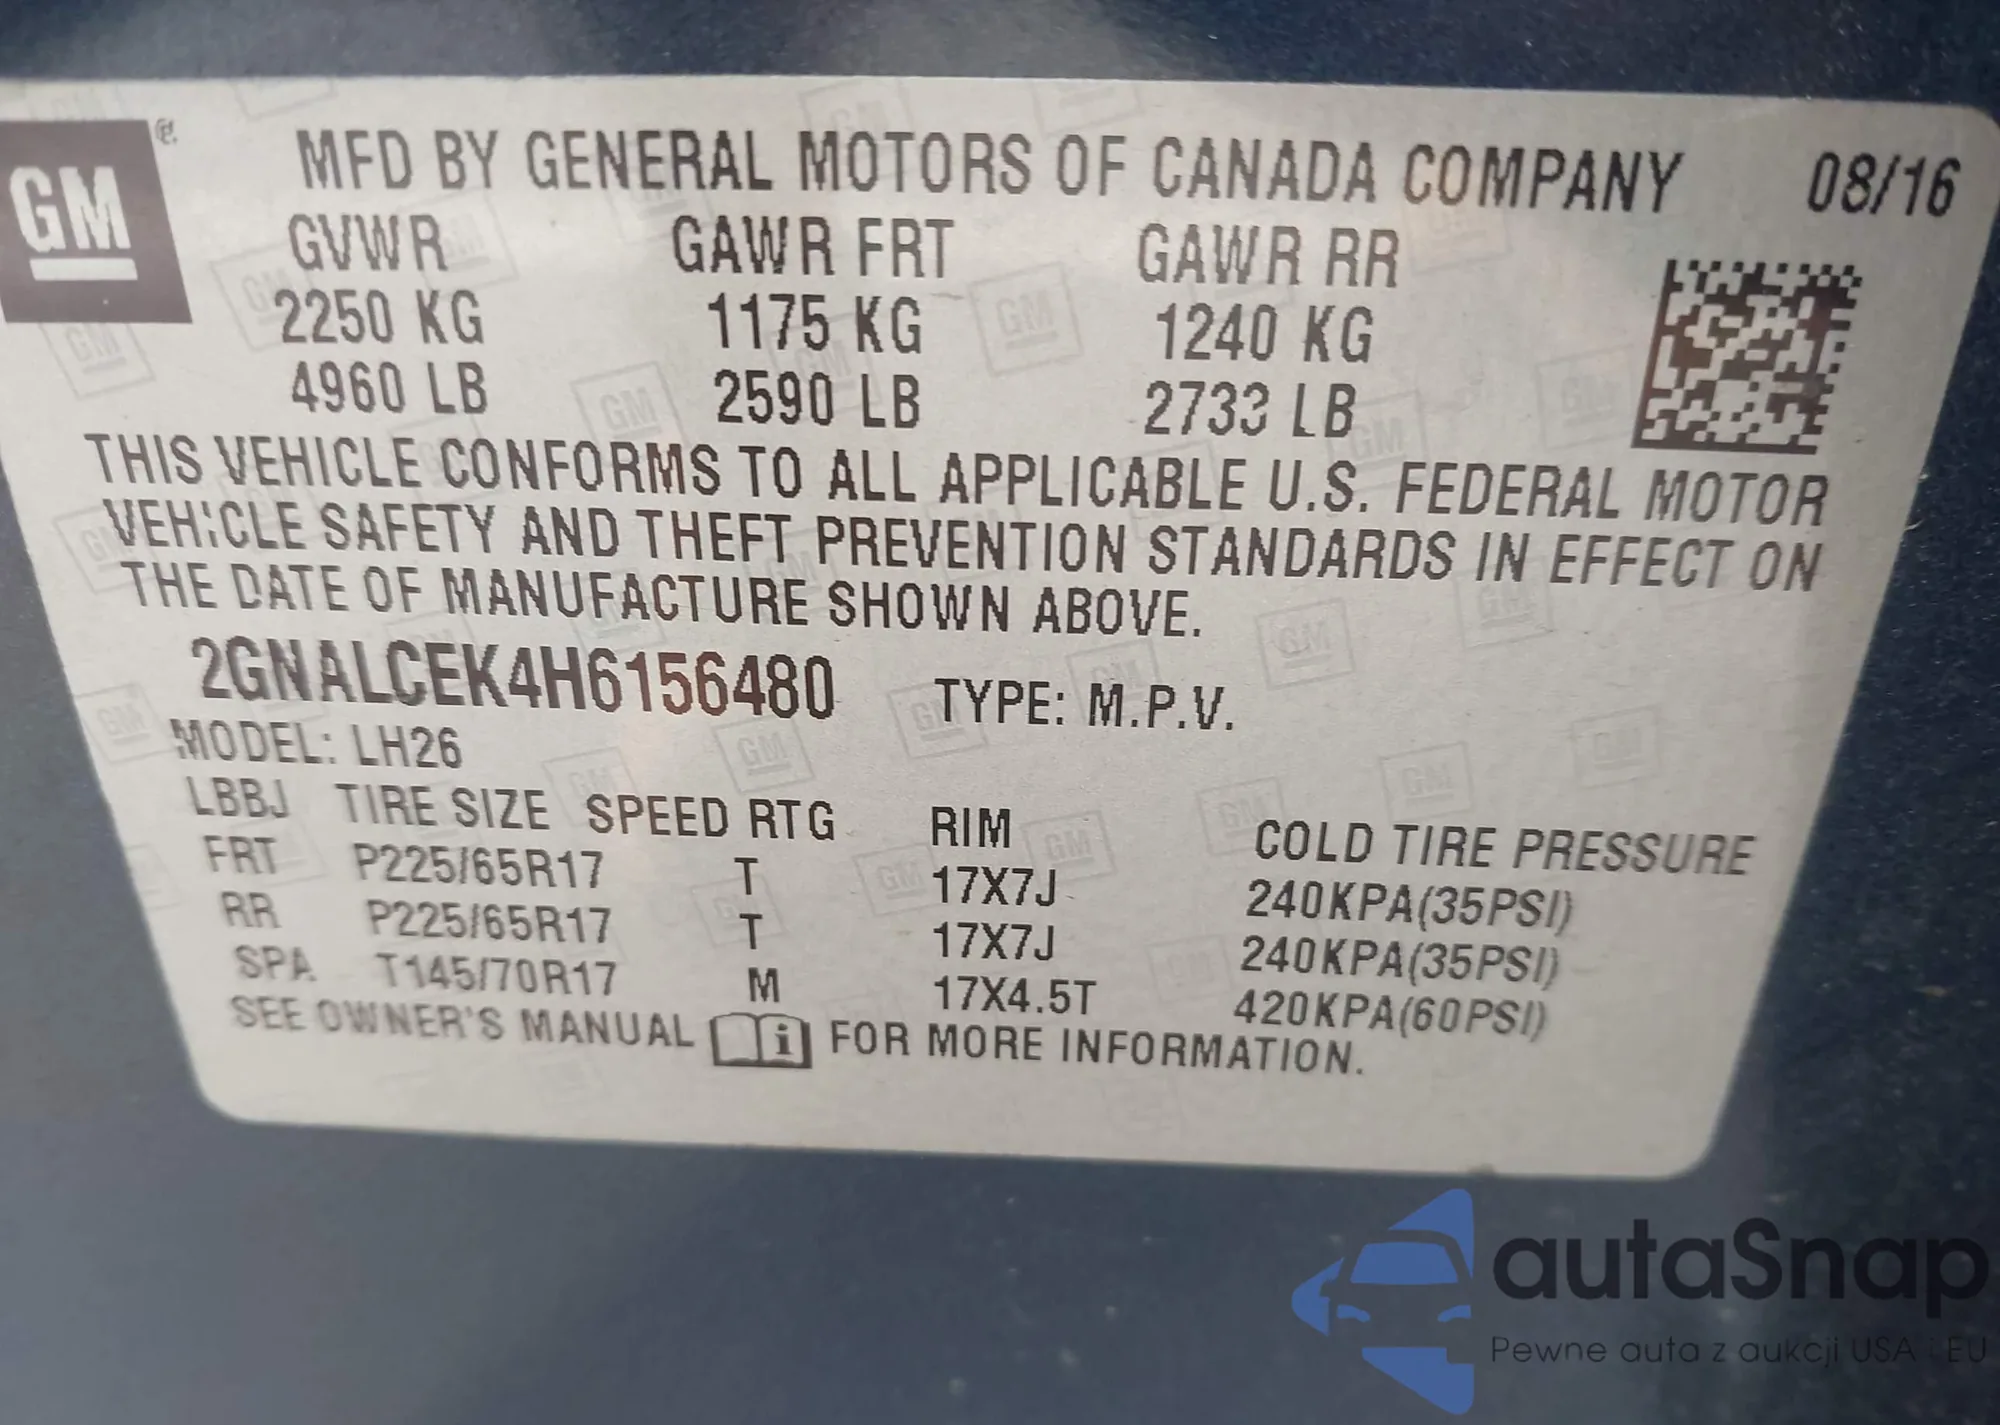 GM
MFD BY GENERAL MOTORS OF CANADA COMPANY 08/16
GVWR GAWR FRT GAWR RR
2250 KG 1175 KG 1240 KG
4960 LB 2590 LB 2733 LB
THIS VEHICLE CONFORMS TO ALL APPLICABLE U.S. FEDERAL MOTOR
VEHICLE SAFETY AND THEFT PREVENTION STANDARDS IN EFFECT ON
THE DATE OF MANUFACTURE SHOWN ABOVE.
2GNALCEK4H6156480 TYPE: M.P.V.
MODEL: LH26
LBBJ TIRE SIZE SPEED RTG RIM COLD TIRE PRESSURE
FRT P225/65R17 T 17X7J 240KPA(35PSI)
RR P225/65R17 T 17X7J 240KPA(35PSI)
SPA T145/70R17 M 17X4.5T 420KPA(60PSI)
SEE OWNER'S MANUAL i FOR MORE INFORMATION.
autaSnap
Pewne auta z aukcji USA i EU